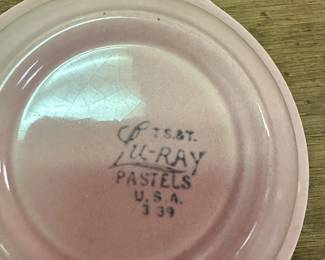 T.S.&T.
Lu-RAY
PASTELS
U.S.A.
3 39